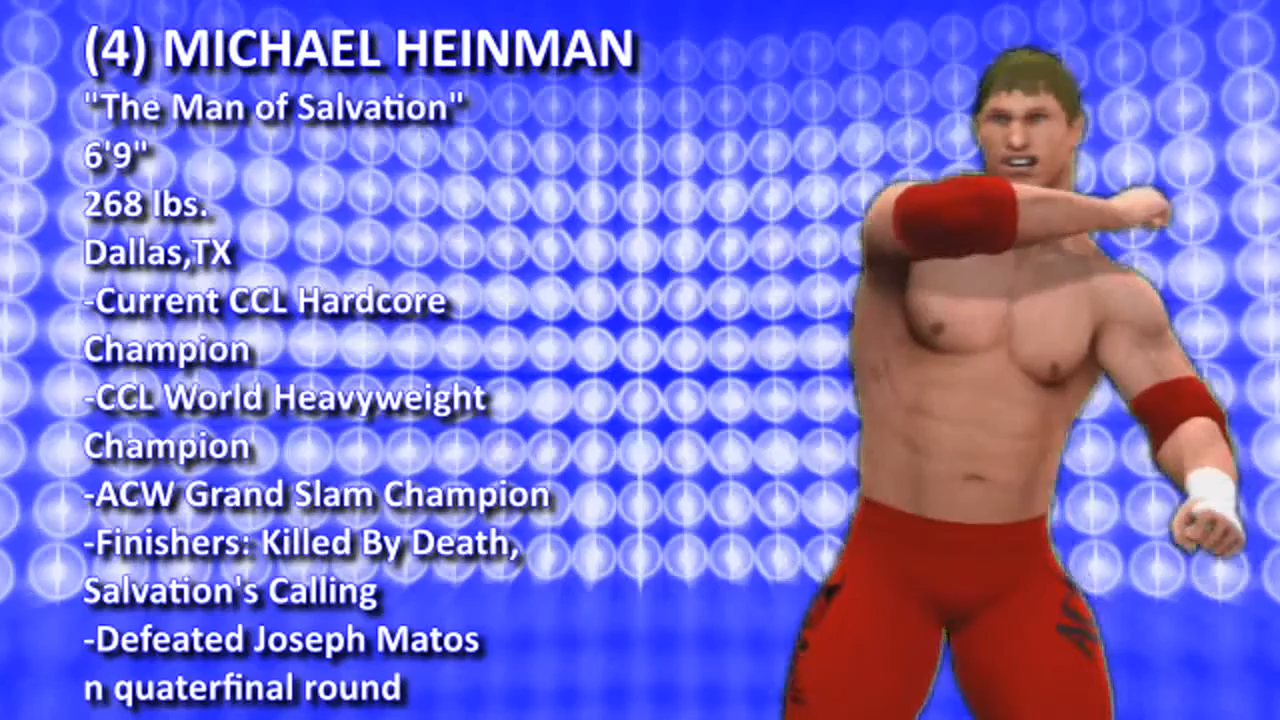 (4) MICHAEL HEINMAN
"The Man of Salvation"
6'9"
268 lbs.
Dallas,TX
-Current CCL Hardcore
Champion
-CCL World Heavyweight
Champion
-ACW Grand Slam Champion
-Finishers: Killed By Death,
Salvation's Calling
-Defeated Joseph Matos
n quaterfinal round